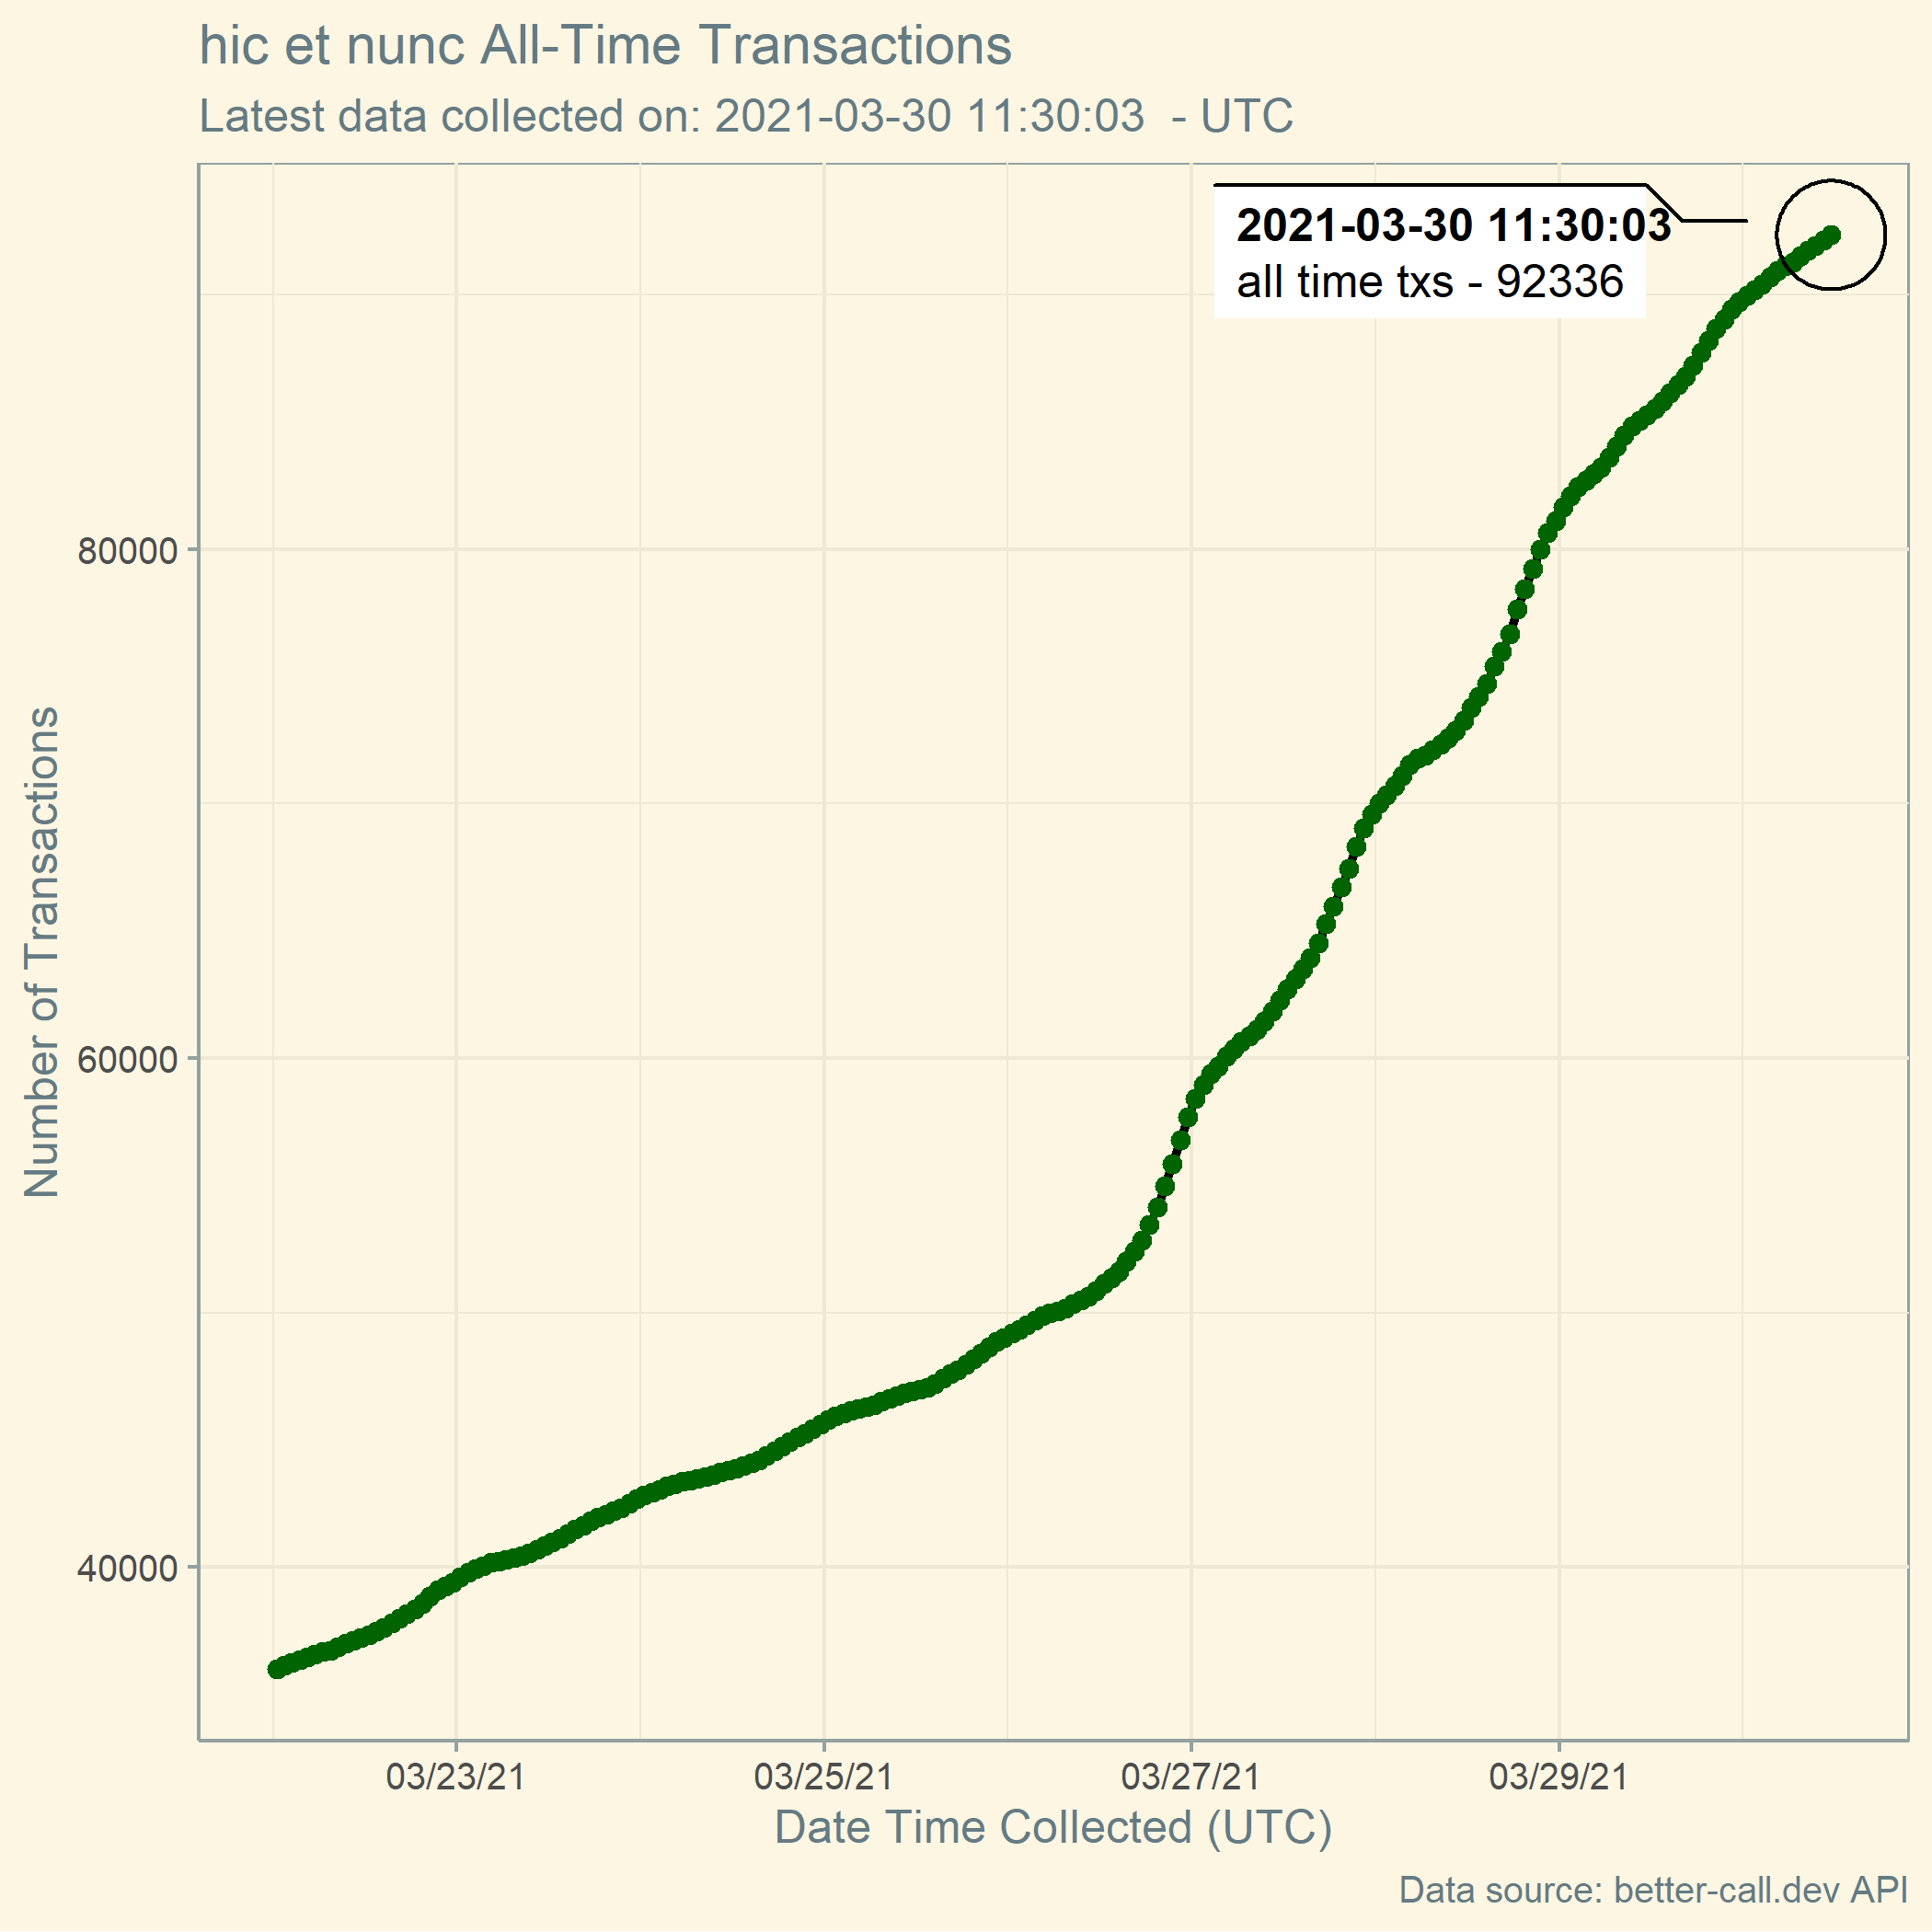 hic et nunc All-Time Transactions
Latest data collected on: 2021-03-30 11:30:03  - UTC
2021-03-30 11:30:03
all time txs - 92336
Number of Transactions
80000
60000
40000
03/23/21
03/25/21
03/27/21
03/29/21
Date Time Collected (UTC)
Data source: better-call.dev API